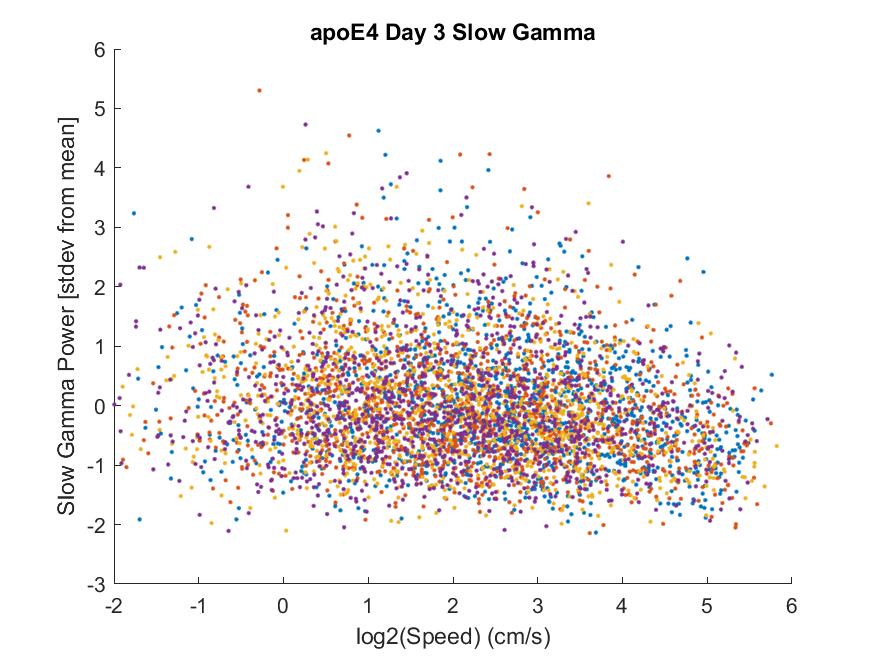 apoE4 Day 3 Slow Gamma
6
5
4
3
2
1
0
-1
-2
-3
Slow Gamma Power [stdev from mean]
-2 -1 0 1 2 3 4 5 6
log2(Speed) (cm/s)